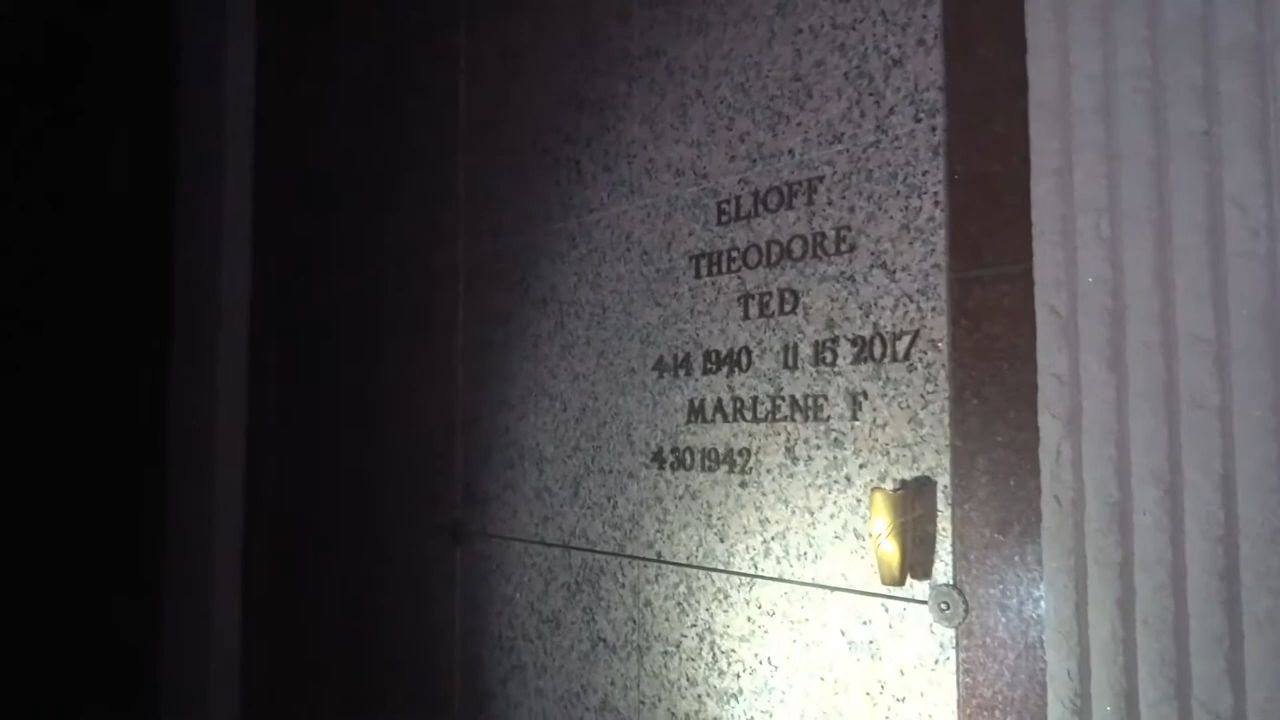 ELIOFF
THEODORE
TED
4 14 1940 11 15 2017
MARLENE F
4 30 1942